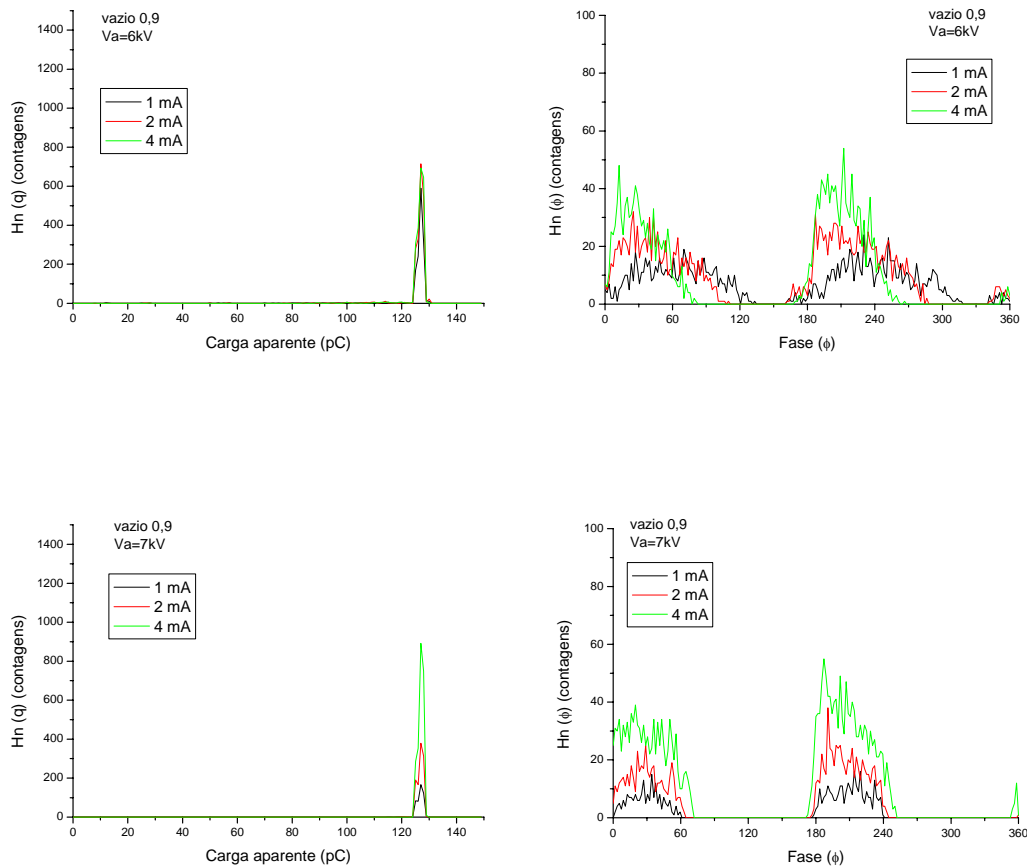 vazio 0,9
Va=6kV
1 mA
2 mA
4 mA
Hn (q) (contagens)
1400
1200
1000
800
600
400
200
0
0 20 40 60 80 100 120 140
Carga aparente (pC)
vazio 0,9
Va=6kV
1 mA
2 mA
4 mA
Hn (ϕ) (contagens)
100
80
60
40
20
0
0 60 120 180 240 300 360
Fase (ϕ)
vazio 0,9
Va=7kV
1 mA
2 mA
4 mA
Hn (q) (contagens)
1400
1200
1000
800
600
400
200
0
0 20 40 60 80 100 120 140
Carga aparente (pC)
vazio 0,9
Va=7kV
1 mA
2 mA
4 mA
Hn (ϕ) (contagens)
100
80
60
40
20
0
0 60 120 180 240 300 360
Fase (ϕ)